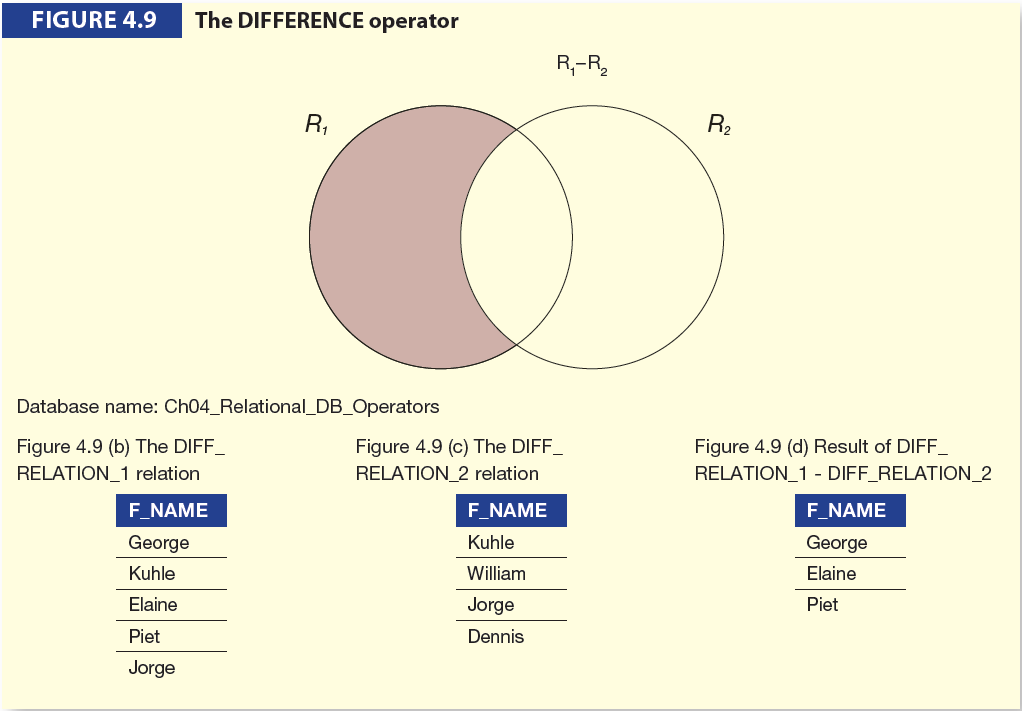 FIGURE 4.9 The DIFFERENCE operator
R1–R2
R1
R2
Database name: Ch04_Relational_DB_Operators
Figure 4.9 (b) The DIFF_
RELATION_1 relation
F_NAME
George
Kuhle
Elaine
Piet
Jorge
Figure 4.9 (c) The DIFF_
RELATION_2 relation
F_NAME
Kuhle
William
Jorge
Dennis
Figure 4.9 (d) Result of DIFF_
RELATION_1 - DIFF_RELATION_2
F_NAME
George
Elaine
Piet